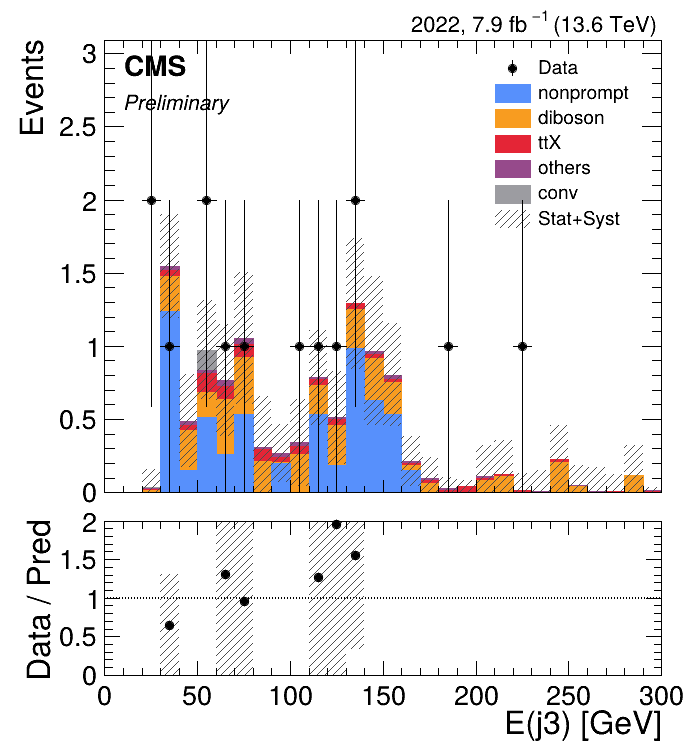 2022, 7.9 fb⁻¹ (13.6 TeV)
CMS
Preliminary
Events
3
2.5
2
1.5
1
0.5
0
Data
nonprompt
diboson
ttX
others
conv
Stat+Syst
Data / Pred
2
1.5
1
0.5
0
0 50 100 150 200 250 300
E(j3) [GeV]